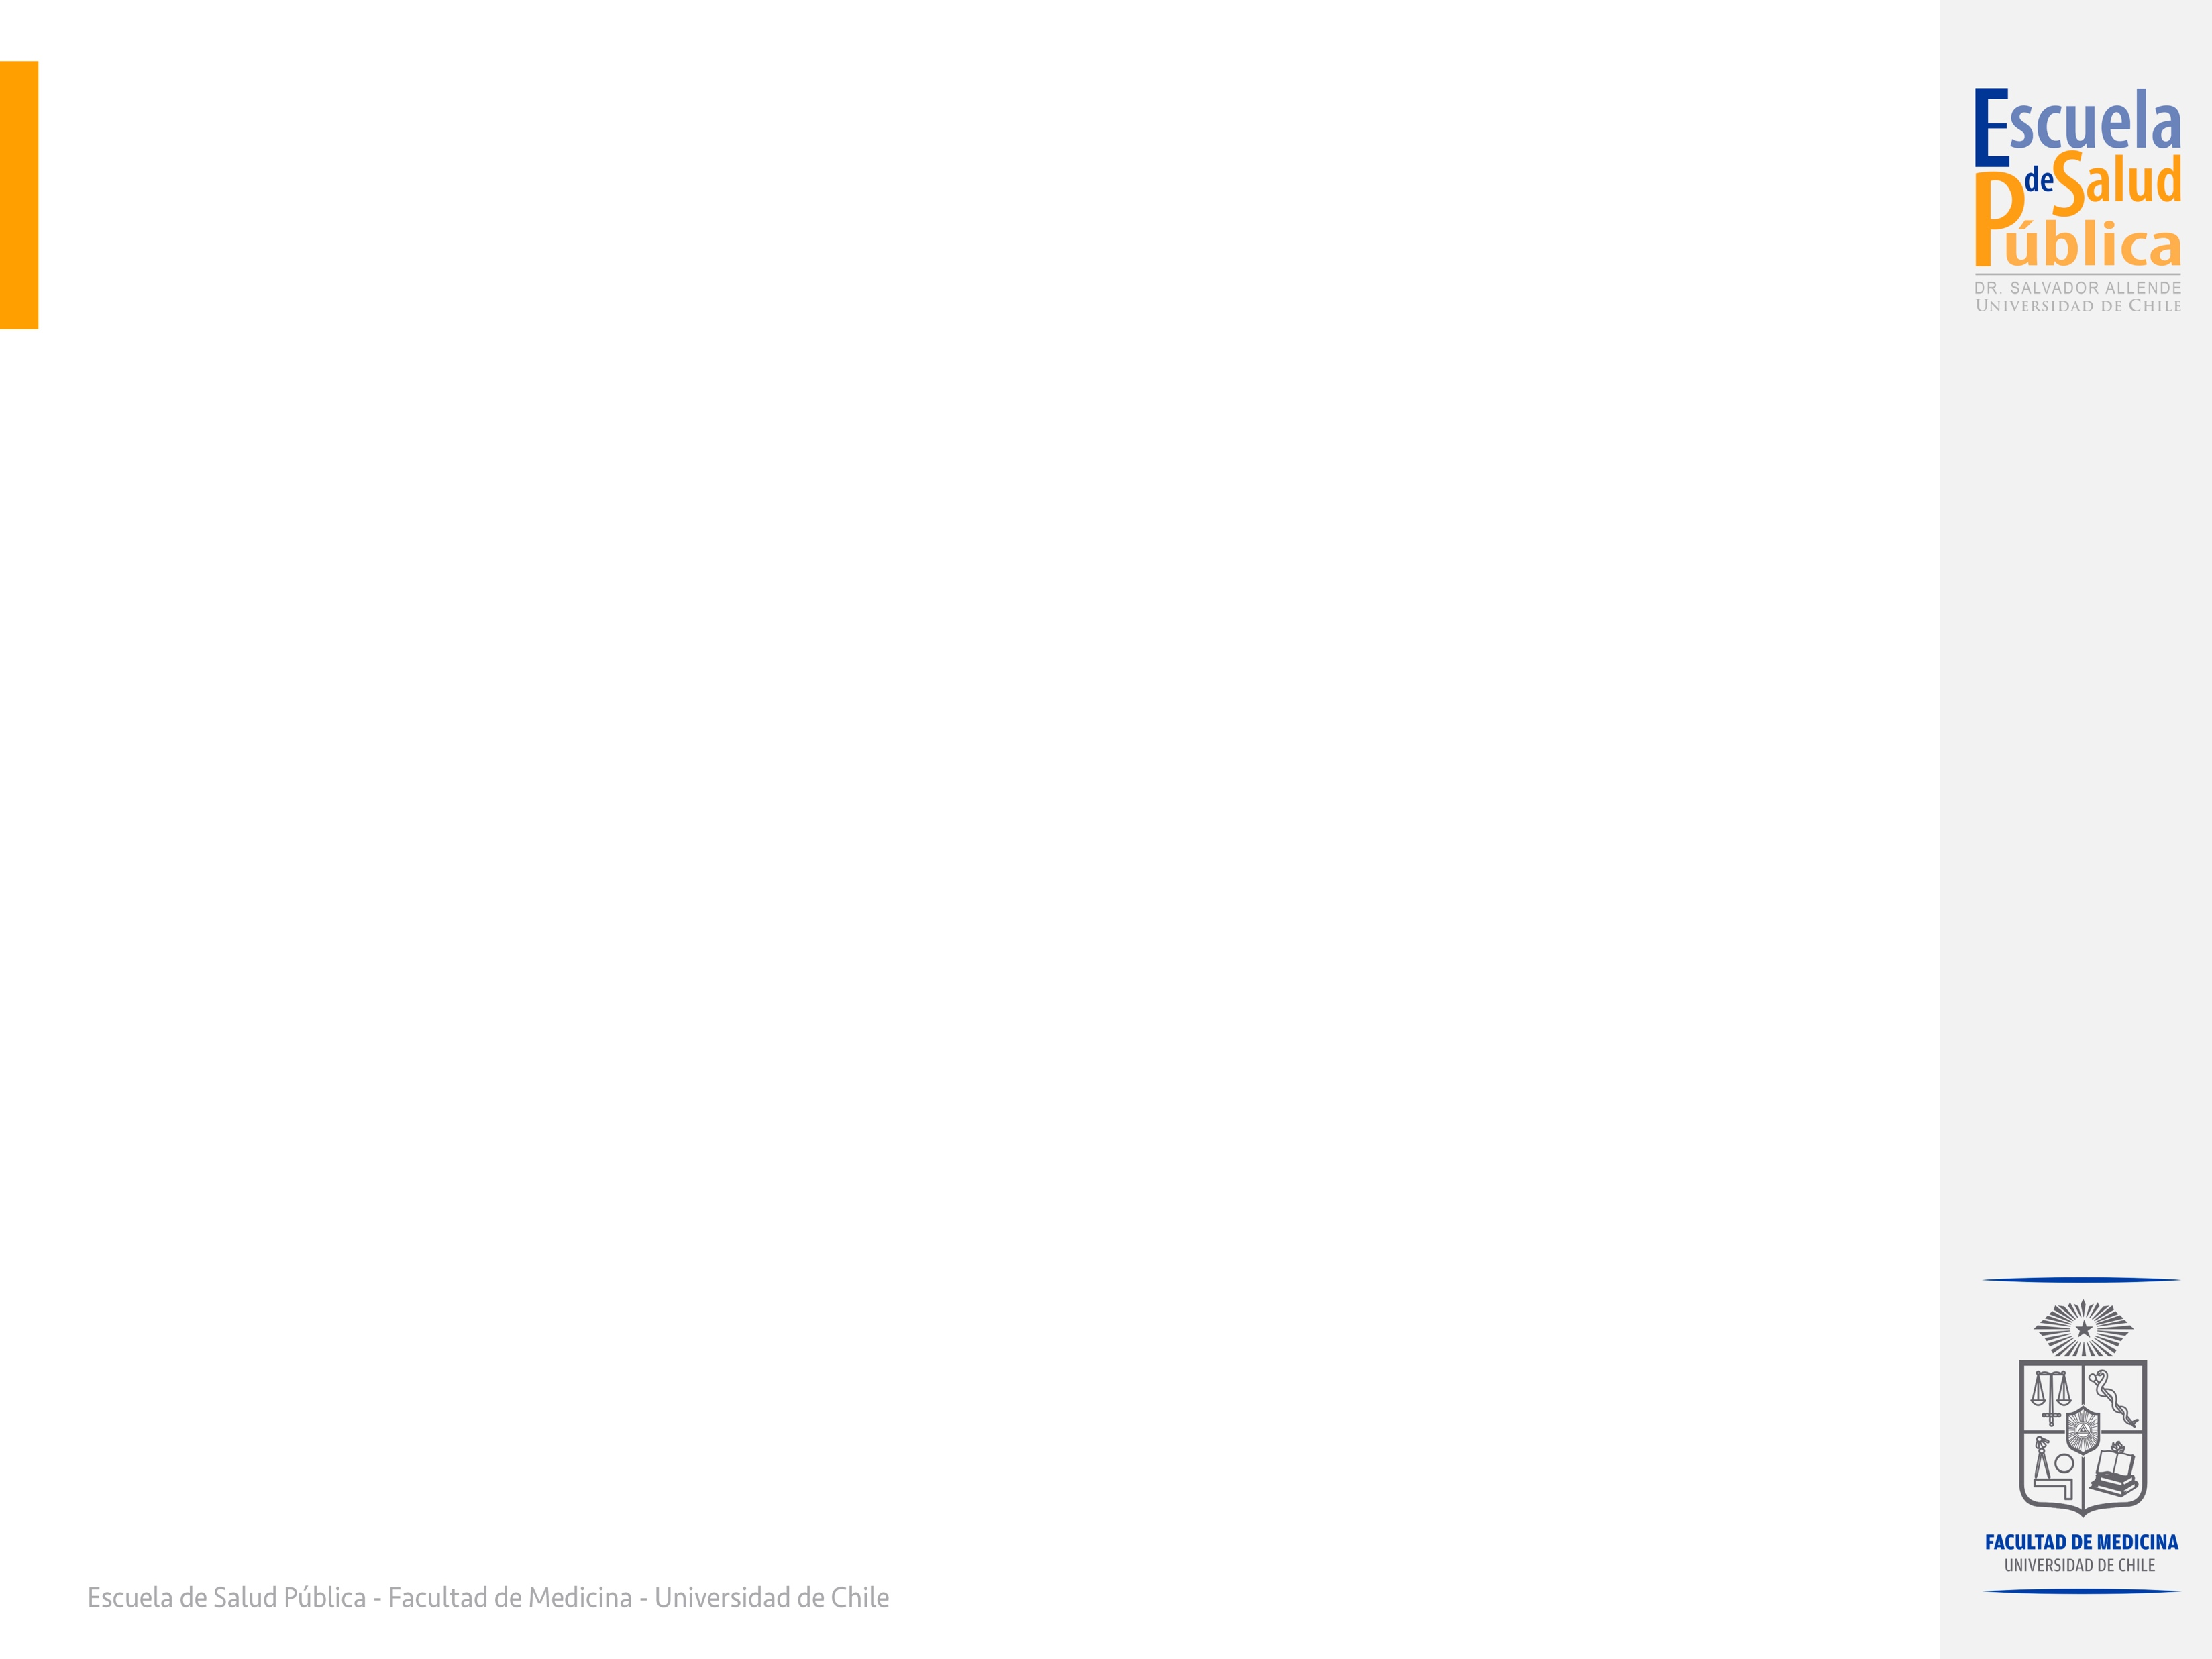 Escuela
de Salud
Pública
DR. SALVADOR ALLENDE
UNIVERSIDAD DE CHILE
FACULTAD DE MEDICINA
UNIVERSIDAD DE CHILE
Escuela de Salud Pública - Facultad de Medicina - Universidad de Chile